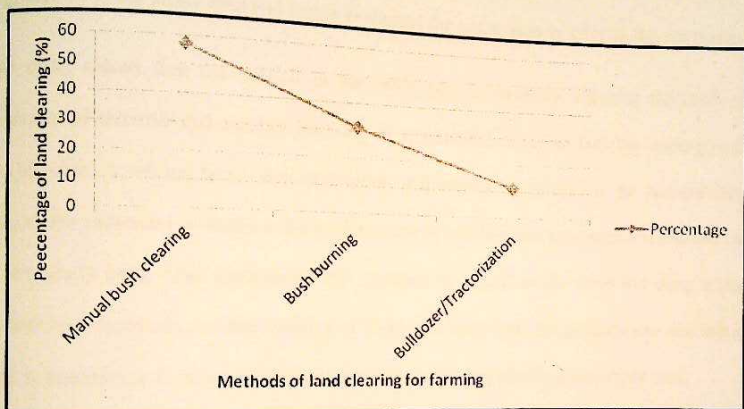 60
50
40
30
20
10
0
Peecentage of land clearing (%)
Manual bush clearing
Bush burning
Bulldozer/Tractorization
Percentage
Methods of land clearing for farming